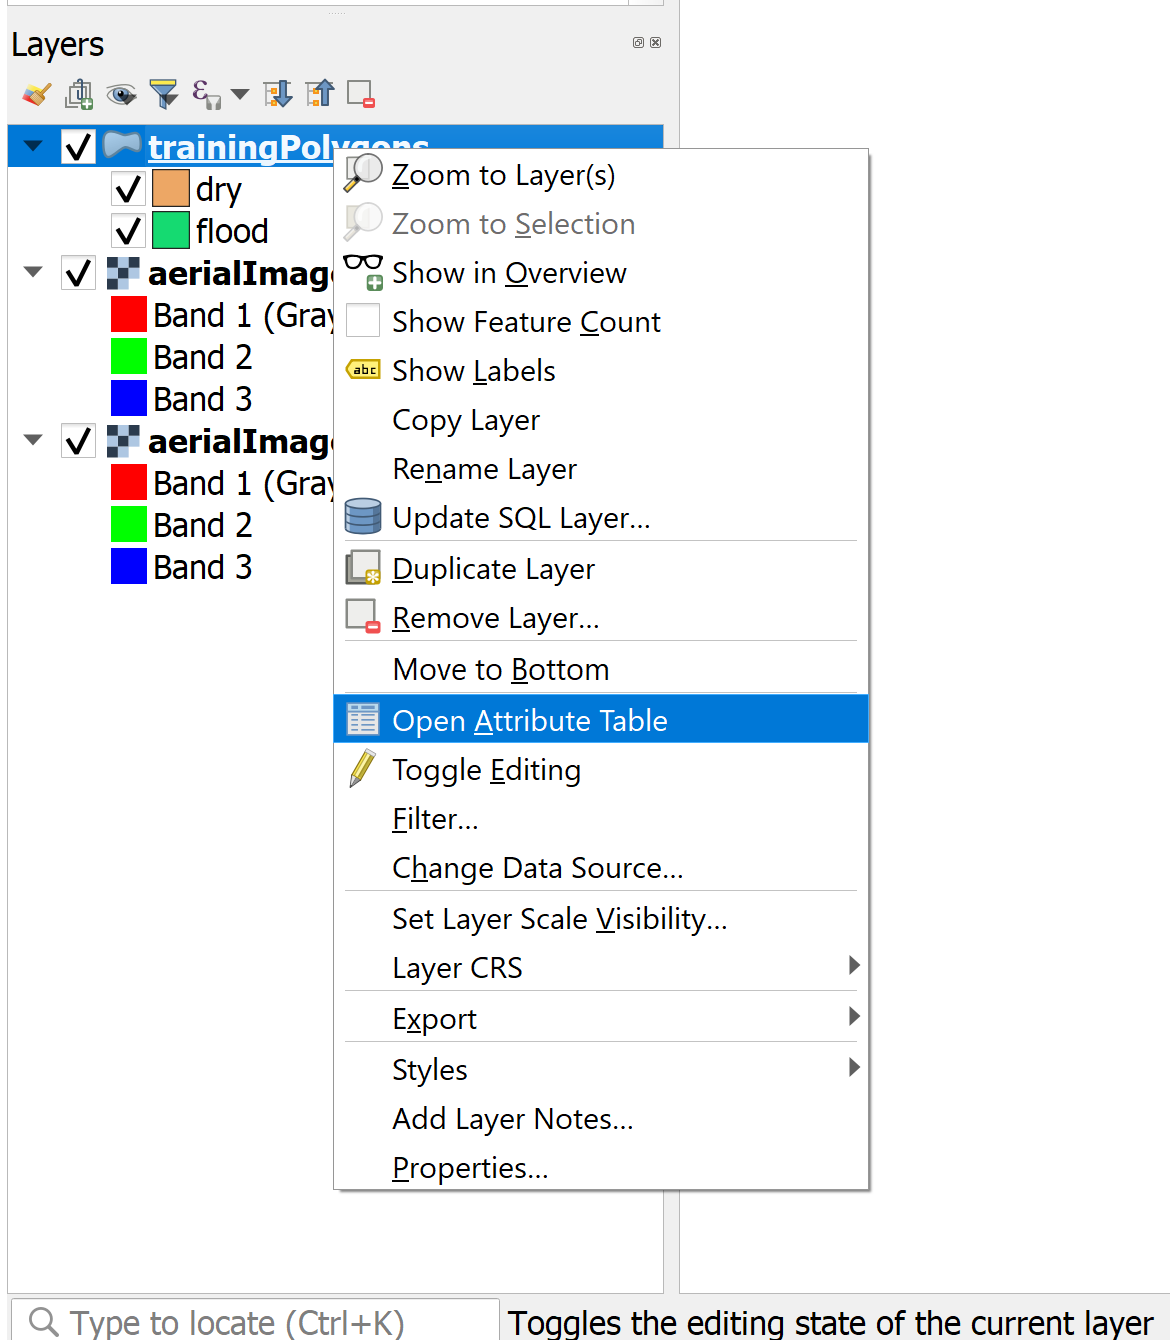 Layers
trainingPolygons
dry
flood
aerialImag
Band 1 (Gray
Band 2
Band 3
aerialImag
Band 1 (Gray
Band 2
Band 3
Zoom to Layer(s)
Zoom to Selection
Show in Overview
Show Feature Count
abc Show Labels
Copy Layer
Rename Layer
Update SQL Layer...
Duplicate Layer
Remove Layer...
Move to Bottom
Open Attribute Table
Toggle Editing
Filter...
Change Data Source...
Set Layer Scale Visibility...
Layer CRS
Export
Styles
Add Layer Notes...
Properties...
Type to locate (Ctrl+K)
Toggles the editing state of the current layer